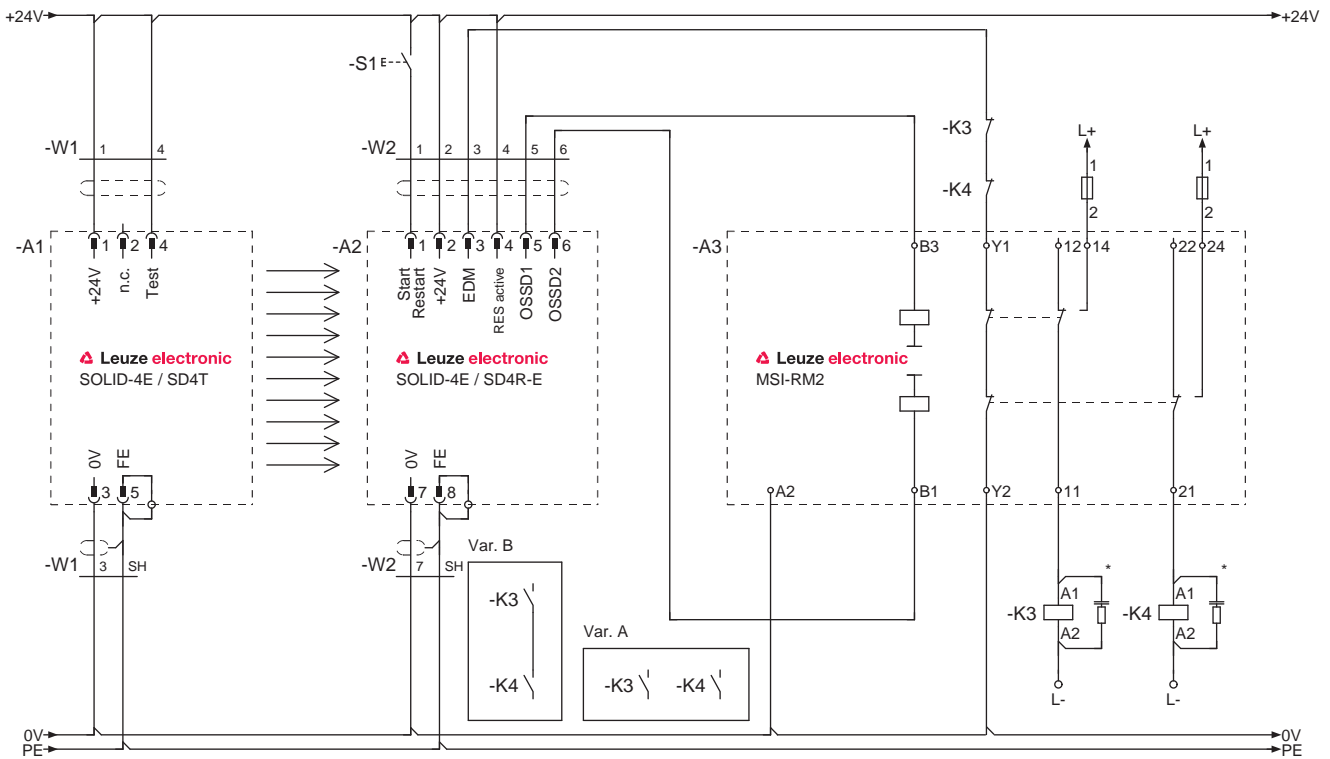 +24V +24V
-S1 E
-K3
L+ L+
-W1 1 4
-W2 1 2 3 4 5 6
1 1
-K4
2 2
-A1 1 2 4
-A2 1 2 3 4 5 6
-A3 B3 Y1 12 14 22 24
+24V
n.c.
Test
Start
Restart
+24V
EDM
RES active
OSSD1
OSSD2
Leuze electronic
SOLID-4E / SD4T
Leuze electronic
SOLID-4E / SD4R-E
Leuze electronic
MSI-RM2
0V
FE
0V
FE
3 5
7 8
A2 B1 Y2 11 21
-W1 3 SH
-W2 7 SH
Var. B
-K3
-K4
Var. A
-K3 -K4
* *
-K3 A1 A2
-K4 A1 A2
L- L-
0V 0V
PE PE